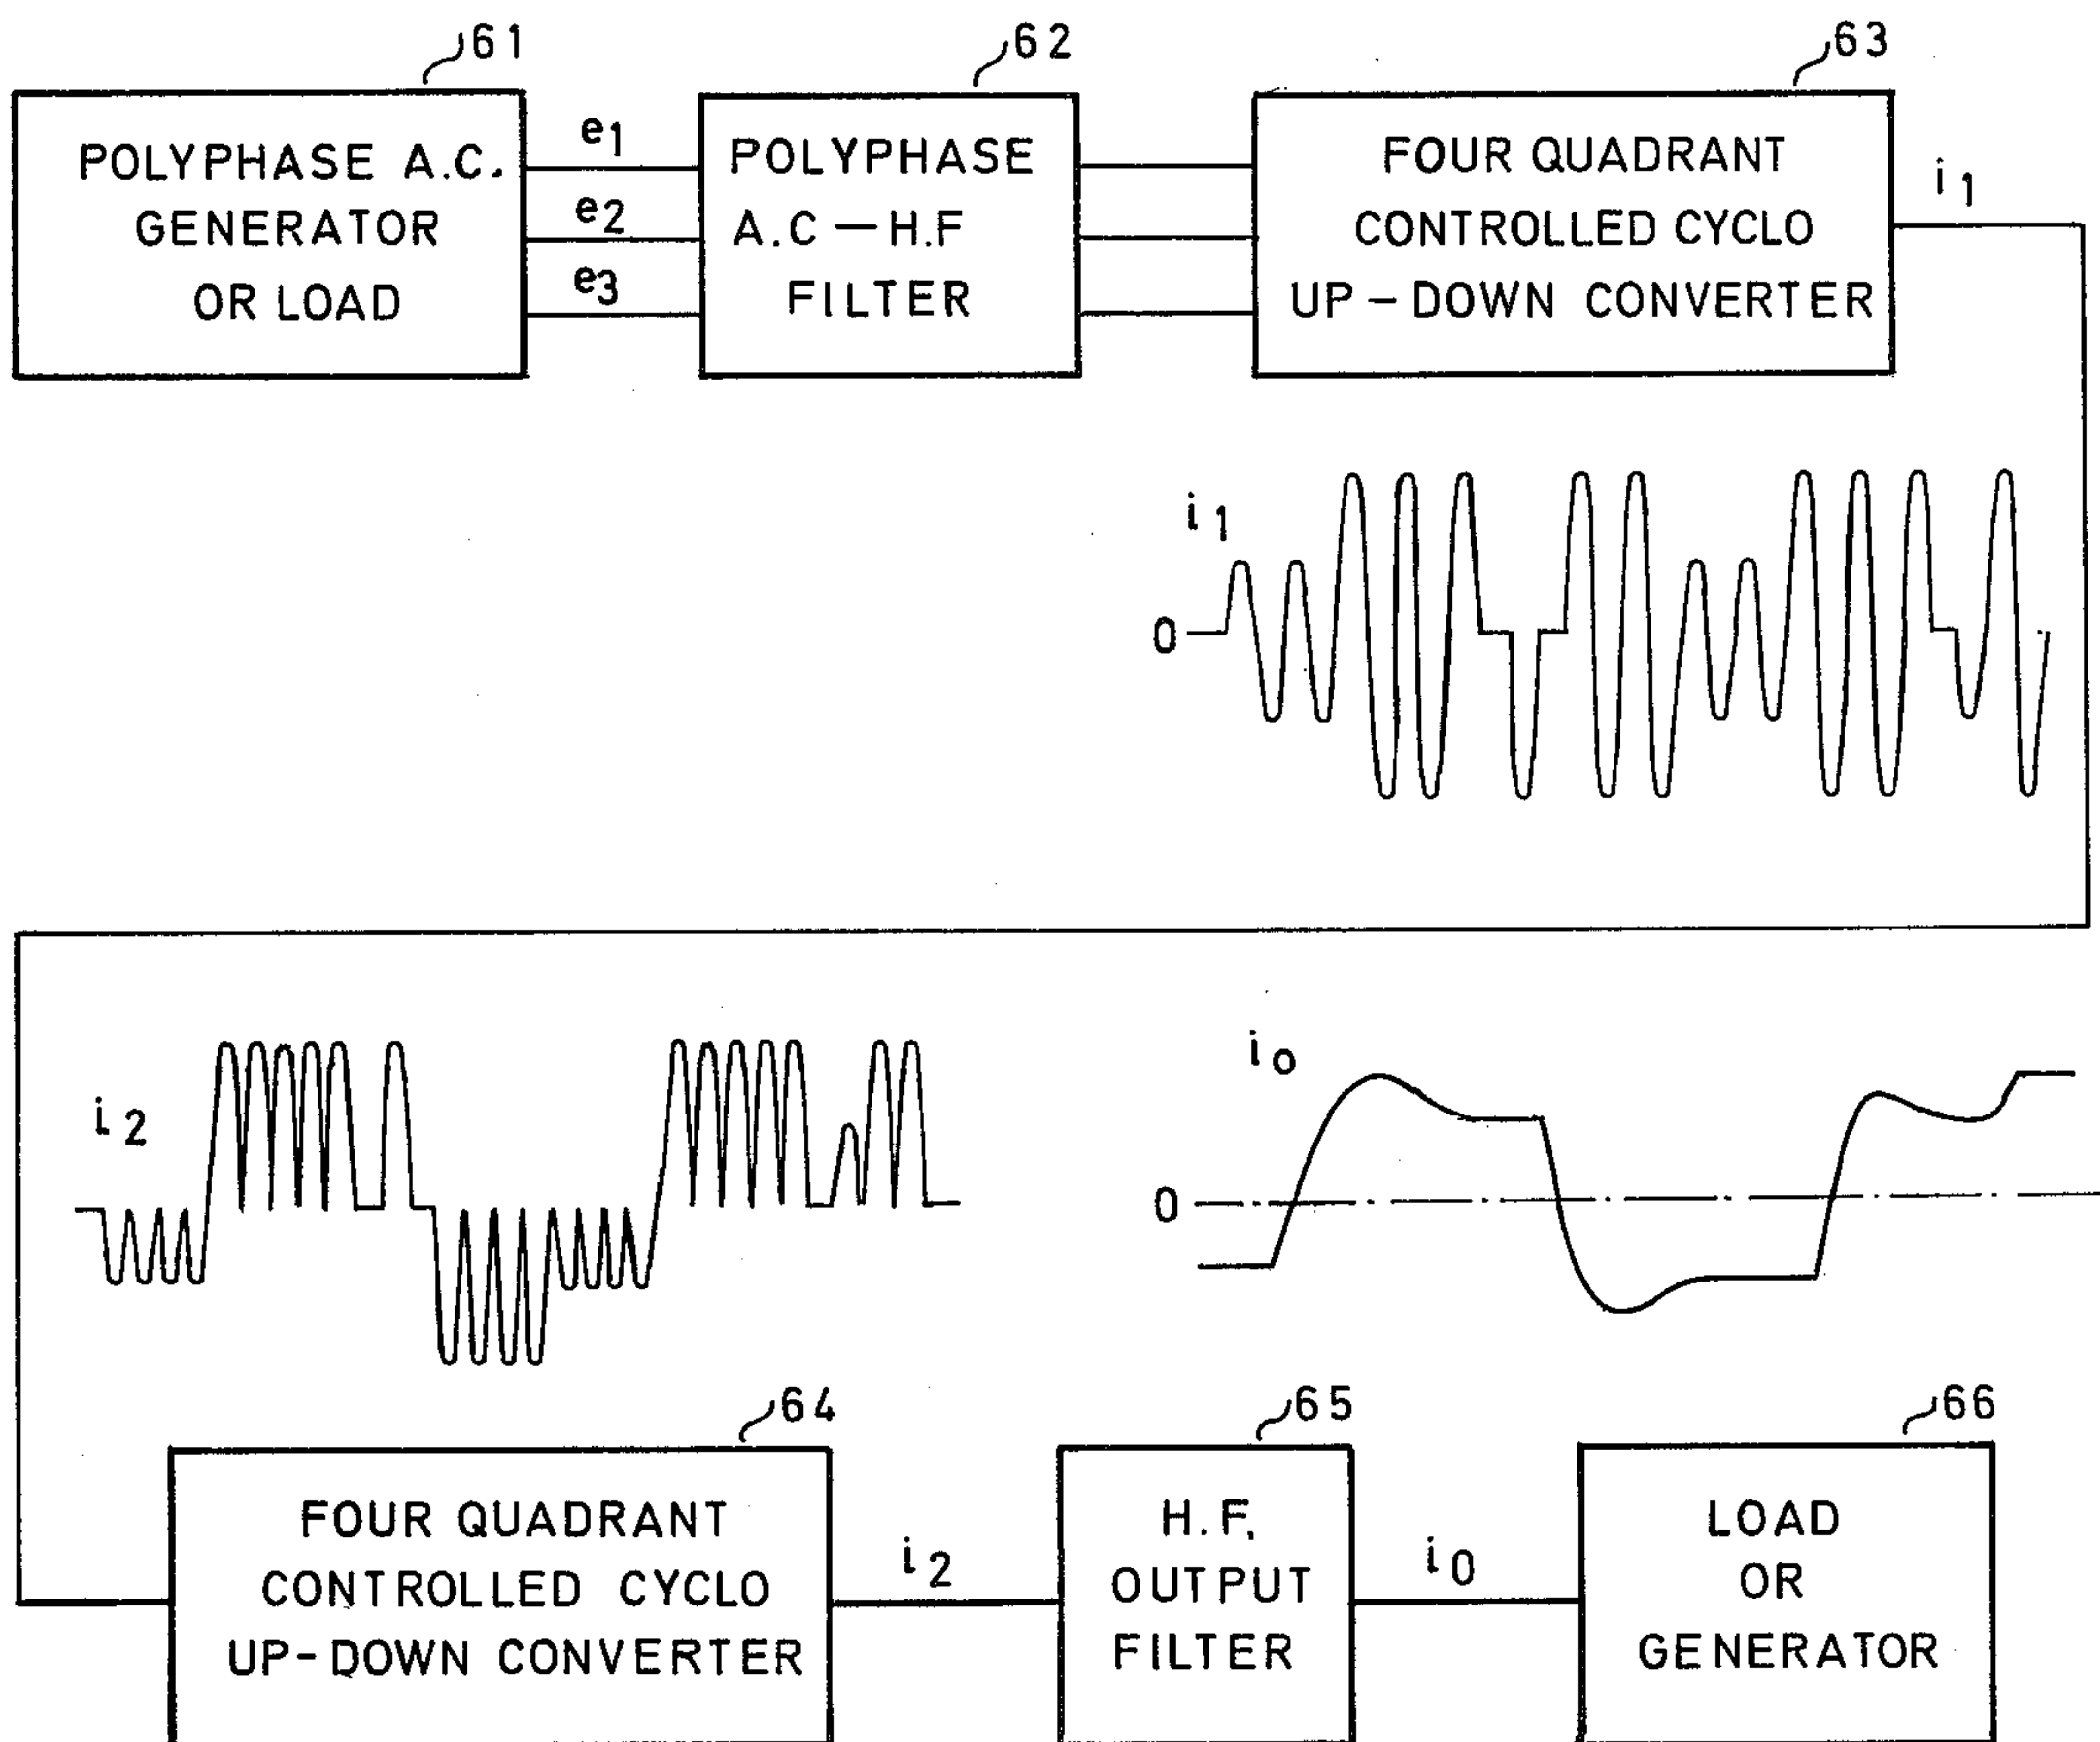 61
62
63
POLYPHASE A.C.
GENERATOR
OR LOAD
e1
e2
e3
POLYPHASE
A.C — H.F
FILTER
FOUR QUADRANT
CONTROLLED CYCLO
UP-DOWN CONVERTER
i1
i1
0
i2
i0
0
64
65
66
FOUR QUADRANT
CONTROLLED CYCLO
UP-DOWN CONVERTER
i2
H.F.
OUTPUT
FILTER
i0
LOAD
OR
GENERATOR